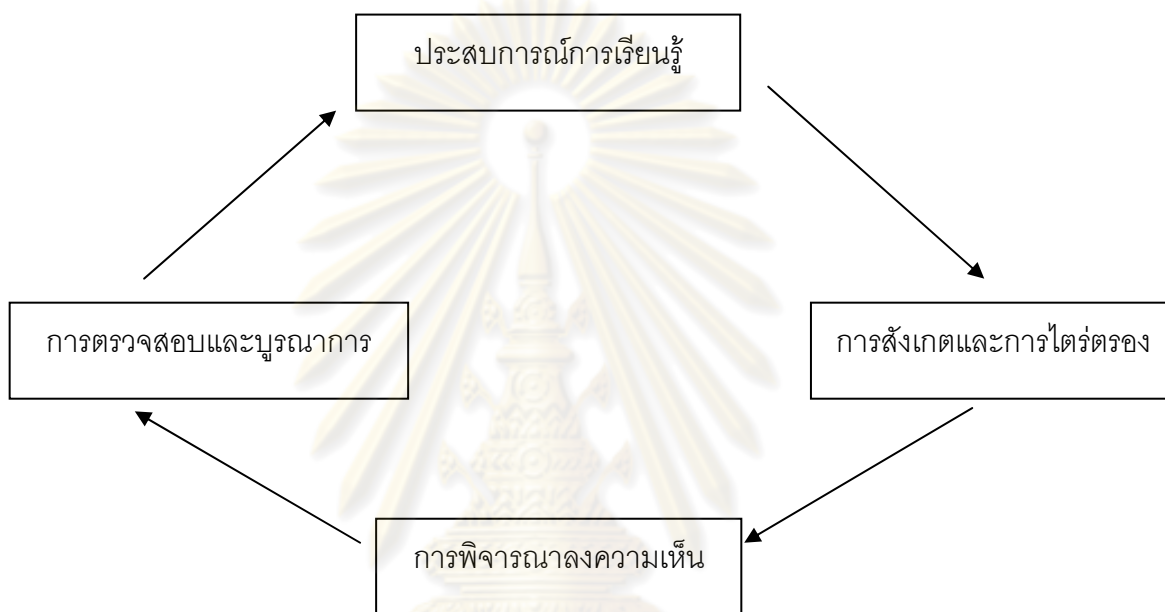 ประสบการณ์การเรียนรู้
การตรวจสอบและบูรณาการ
การสังเกตและการไตร่ตรอง
การพิจารณาลงความเห็น